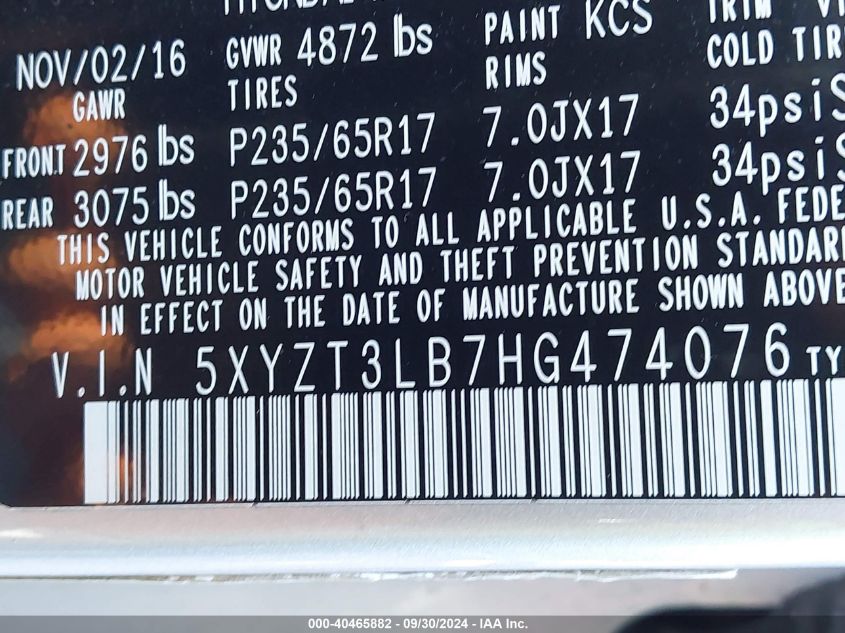 NOV/02/16 GVWR 4872 lbs PAINT KCS TRIM
GAWR TIRES RIMS COLD TIR
FRONT 2976 lbs P235/65R17 7.0JX17 34psi
REAR 3075 lbs P235/65R17 7.0JX17 34psi
THIS VEHICLE CONFORMS TO ALL APPLICABLE U.S.A. FEDE
MOTOR VEHICLE SAFETY AND THEFT PREVENTION STANDAR
IN EFFECT ON THE DATE OF MANUFACTURE SHOWN ABOVE
V.I.N 5XYZT3LB7HG474076 TY
000-40465882 - 09/30/2024 - IAA Inc.